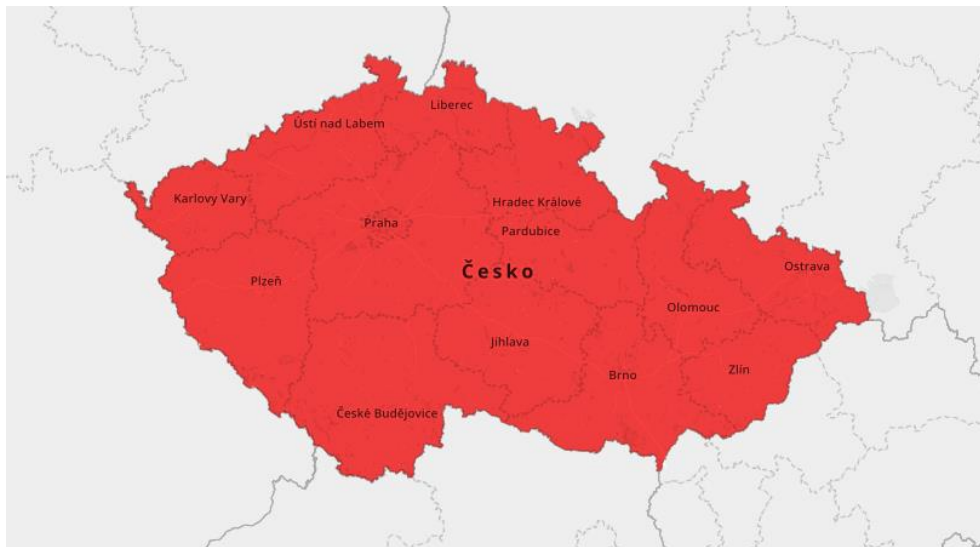 Liberec
Ústí nad Labem
Karlovy Vary
Hradec Králové
Praha
Pardubice
Česko
Ostrava
Plzeň
Olomouc
Jihlava
Zlín
Brno
České Budějovice